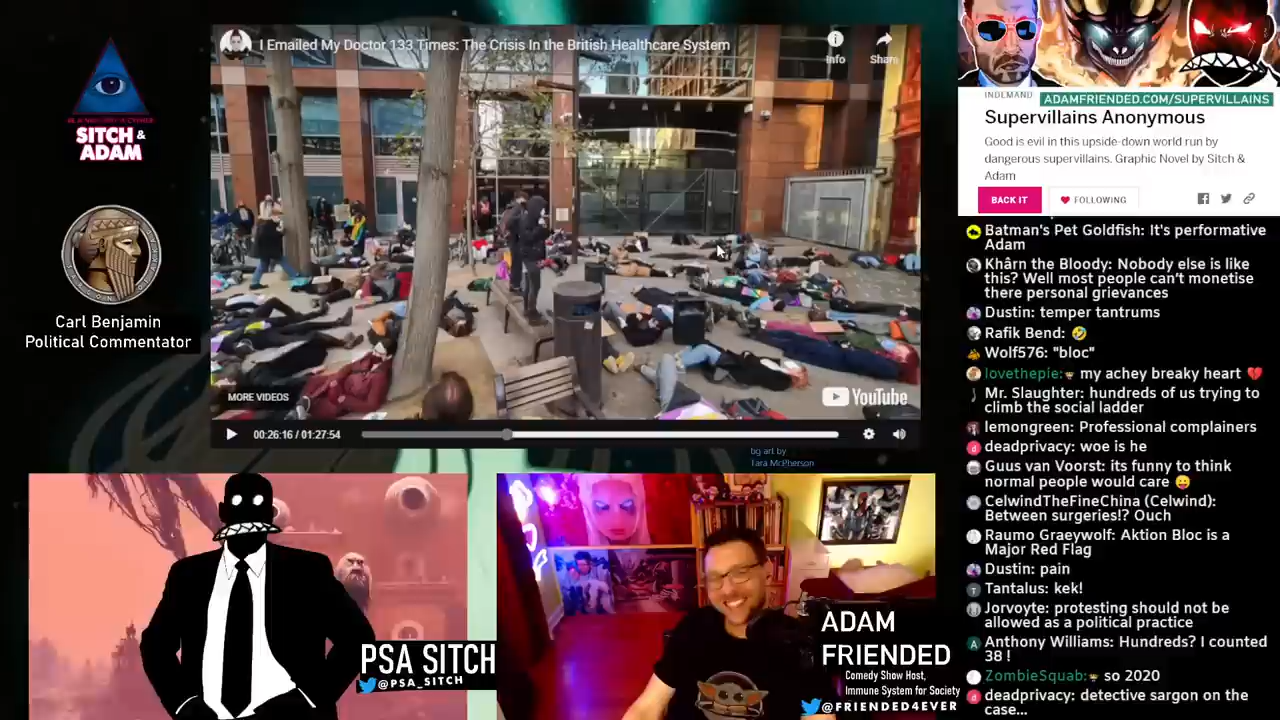 I Emailed My Doctor 133 Times: The Crisis In the British Healthcare System
Info
Share
MORE VIDEOS
YouTube
00:26:16 / 01:27:54
SITCH &
ADAM
Carl Benjamin
Political Commentator
bg art by
Tara McPherson
PSA SITCH
@PSA_SITCH
ADAM
FRIENDED
Comedy Show Host,
Immune System for Society
@FRIENDED4EVER
INDEMAND
ADAMFRIENDED.COM/SUPERVILLAINS
Supervillains Anonymous
Good is evil in this upside-down world run by
dangerous supervillains. Graphic Novel by Sitch &
Adam
BACK IT
FOLLOWING
Batman's Pet Goldfish: It's performative
Adam
Khârn the Bloody: Nobody else is like
this? Well most people can't monetise
there personal grievances
Dustin: temper tantrums
Rafik Bend: 🤣
Wolf576: "bloc"
lovethepie: my achey breaky heart 💔
Mr. Slaughter: hundreds of us trying to
climb the social ladder
lemongreen: Professional complainers
deadprivacy: woe is he
Guus van Voorst: its funny to think
normal people would care 😛
CelwindTheFineChina (Celwind):
Between surgeries!? Ouch
Raumo Graeywolf: Aktion Bloc is a
Major Red Flag
Dustin: pain
Tantalus: kek!
Jorvoyte: protesting should not be
allowed as a political practice
Anthony Williams: Hundreds? I counted
38 !
ZombieSquab: so 2020
deadprivacy: detective sargon on the
case...